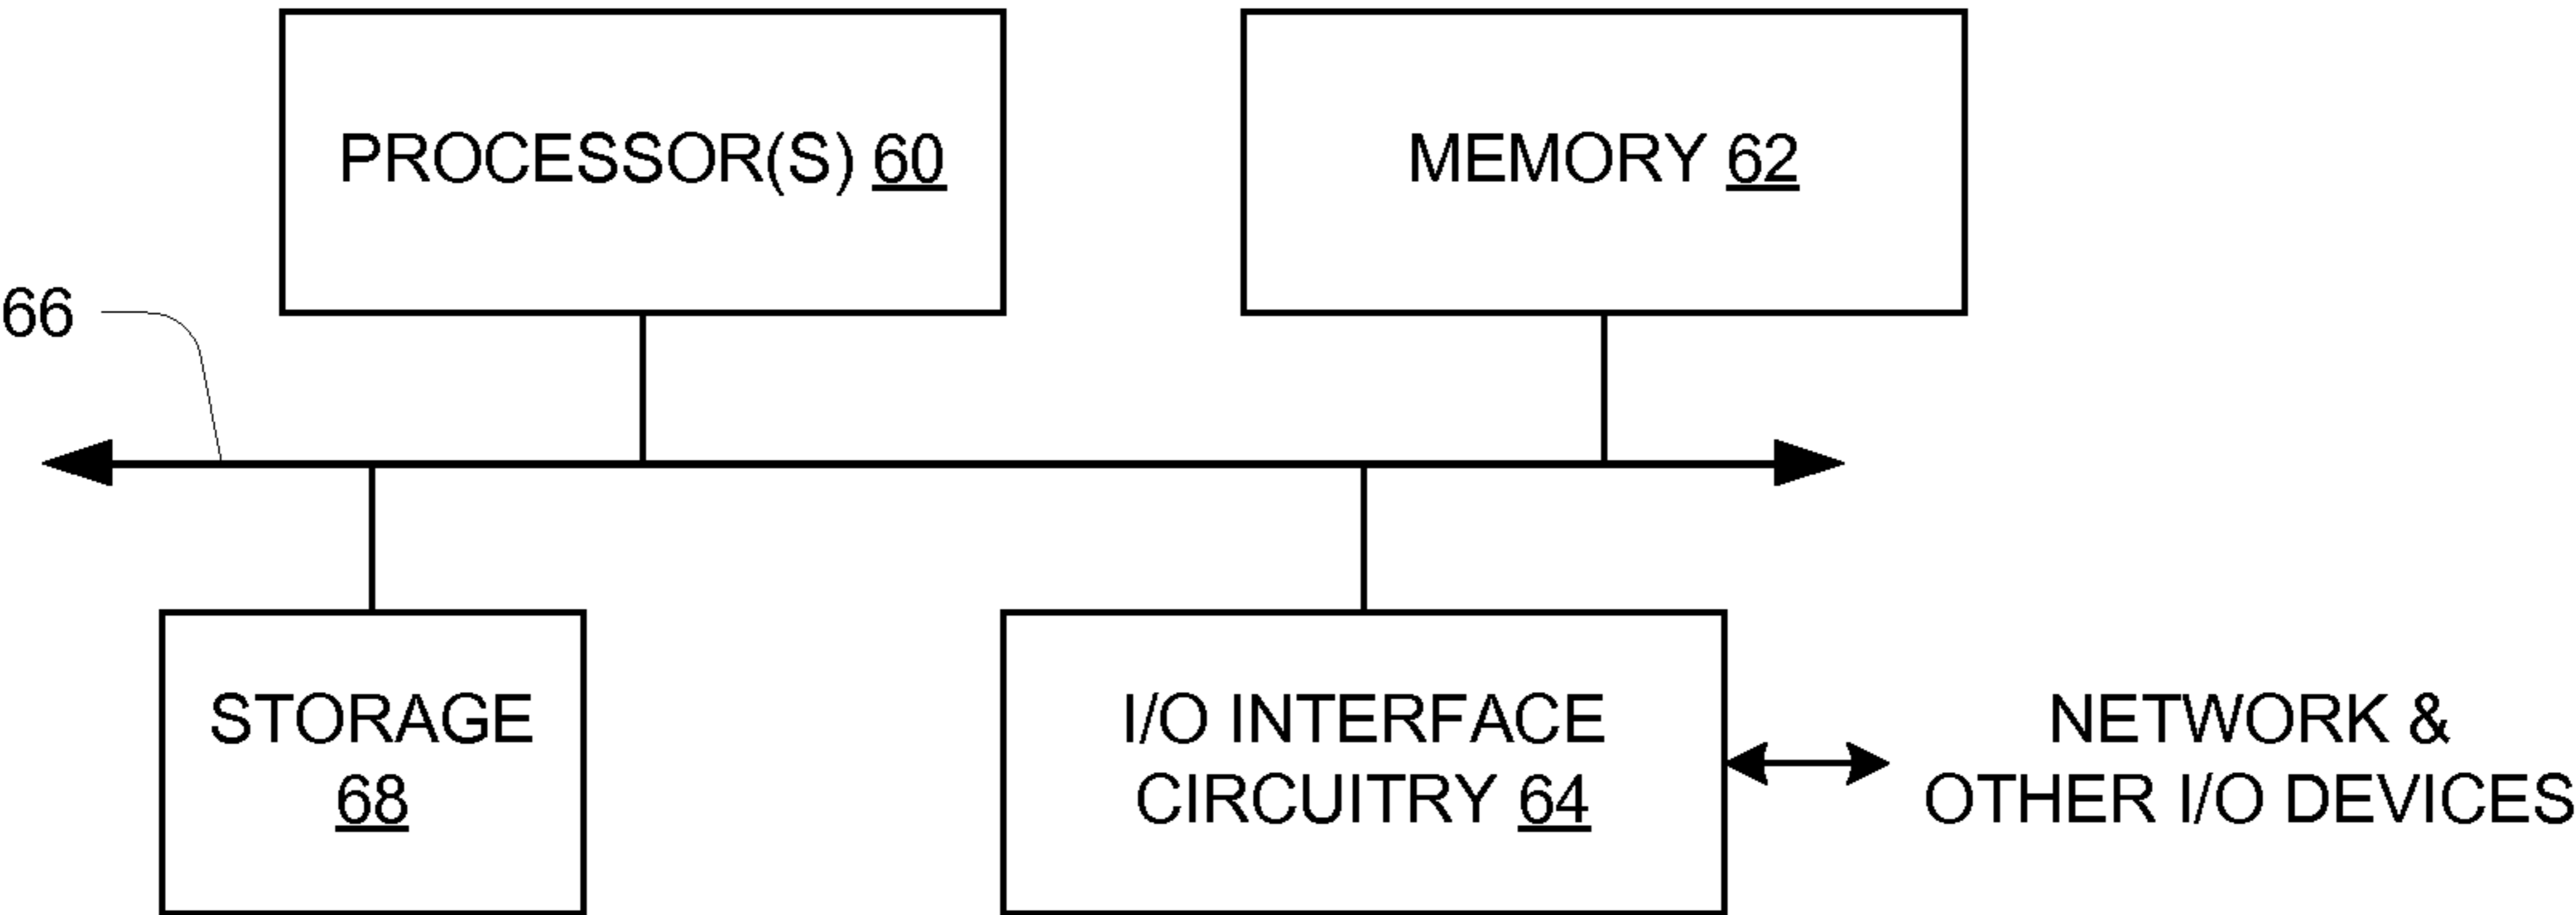 PROCESSOR(S) 60
MEMORY 62
66
STORAGE
68
I/O INTERFACE
CIRCUITRY 64
NETWORK &
OTHER I/O DEVICES